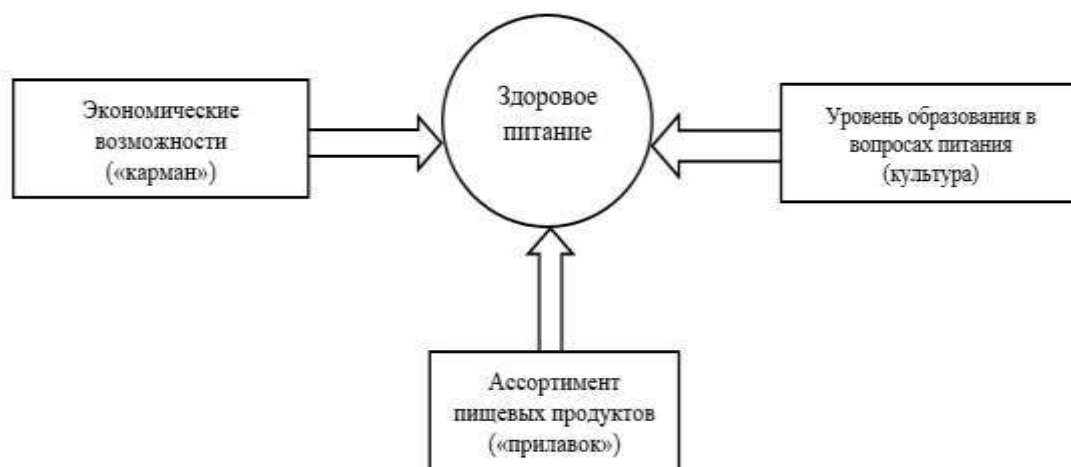 Здоровое
питание
Экономические
возможности
(«карман»)
Уровень образования в
вопросах питания
(культура)
Ассортимент
пищевых продуктов
(«прилавок»)